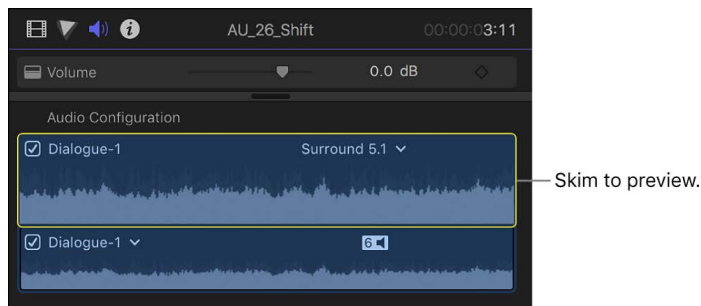 AU_26_Shift 00:00:03:11
Volume 0.0 dB
Audio Configuration
Dialogue-1 Surround 5.1
Skim to preview.
Dialogue-1 6